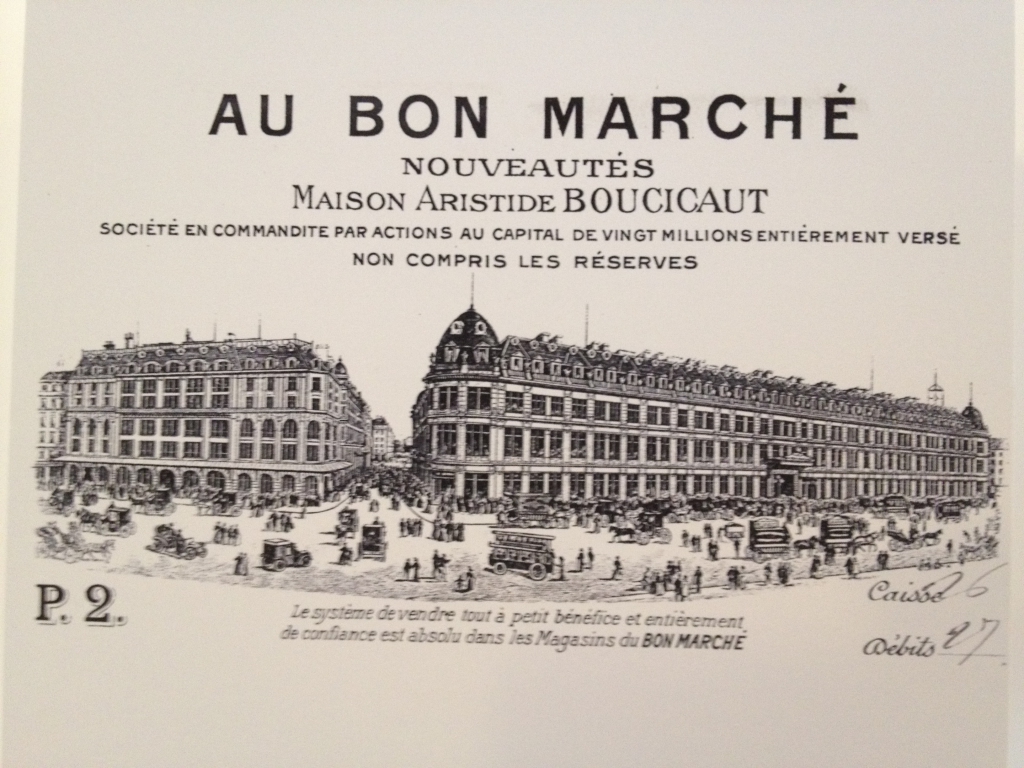 AU BON MARCHÉ
NOUVEAUTÉS
MAISON ARISTIDE BOUCICAUT
SOCIÉTÉ EN COMMANDITE PAR ACTIONS AU CAPITAL DE VINGT MILLIONS ENTIÉREMENT VERSÉ
NON COMPRIS LES RÉSERVES
P. 2.
Le système de vendre tout à petit bénéfice et entièrement
de confiance est absolu dans les Magasins du BON MARCHÉ
Caisse 26
Débits 27